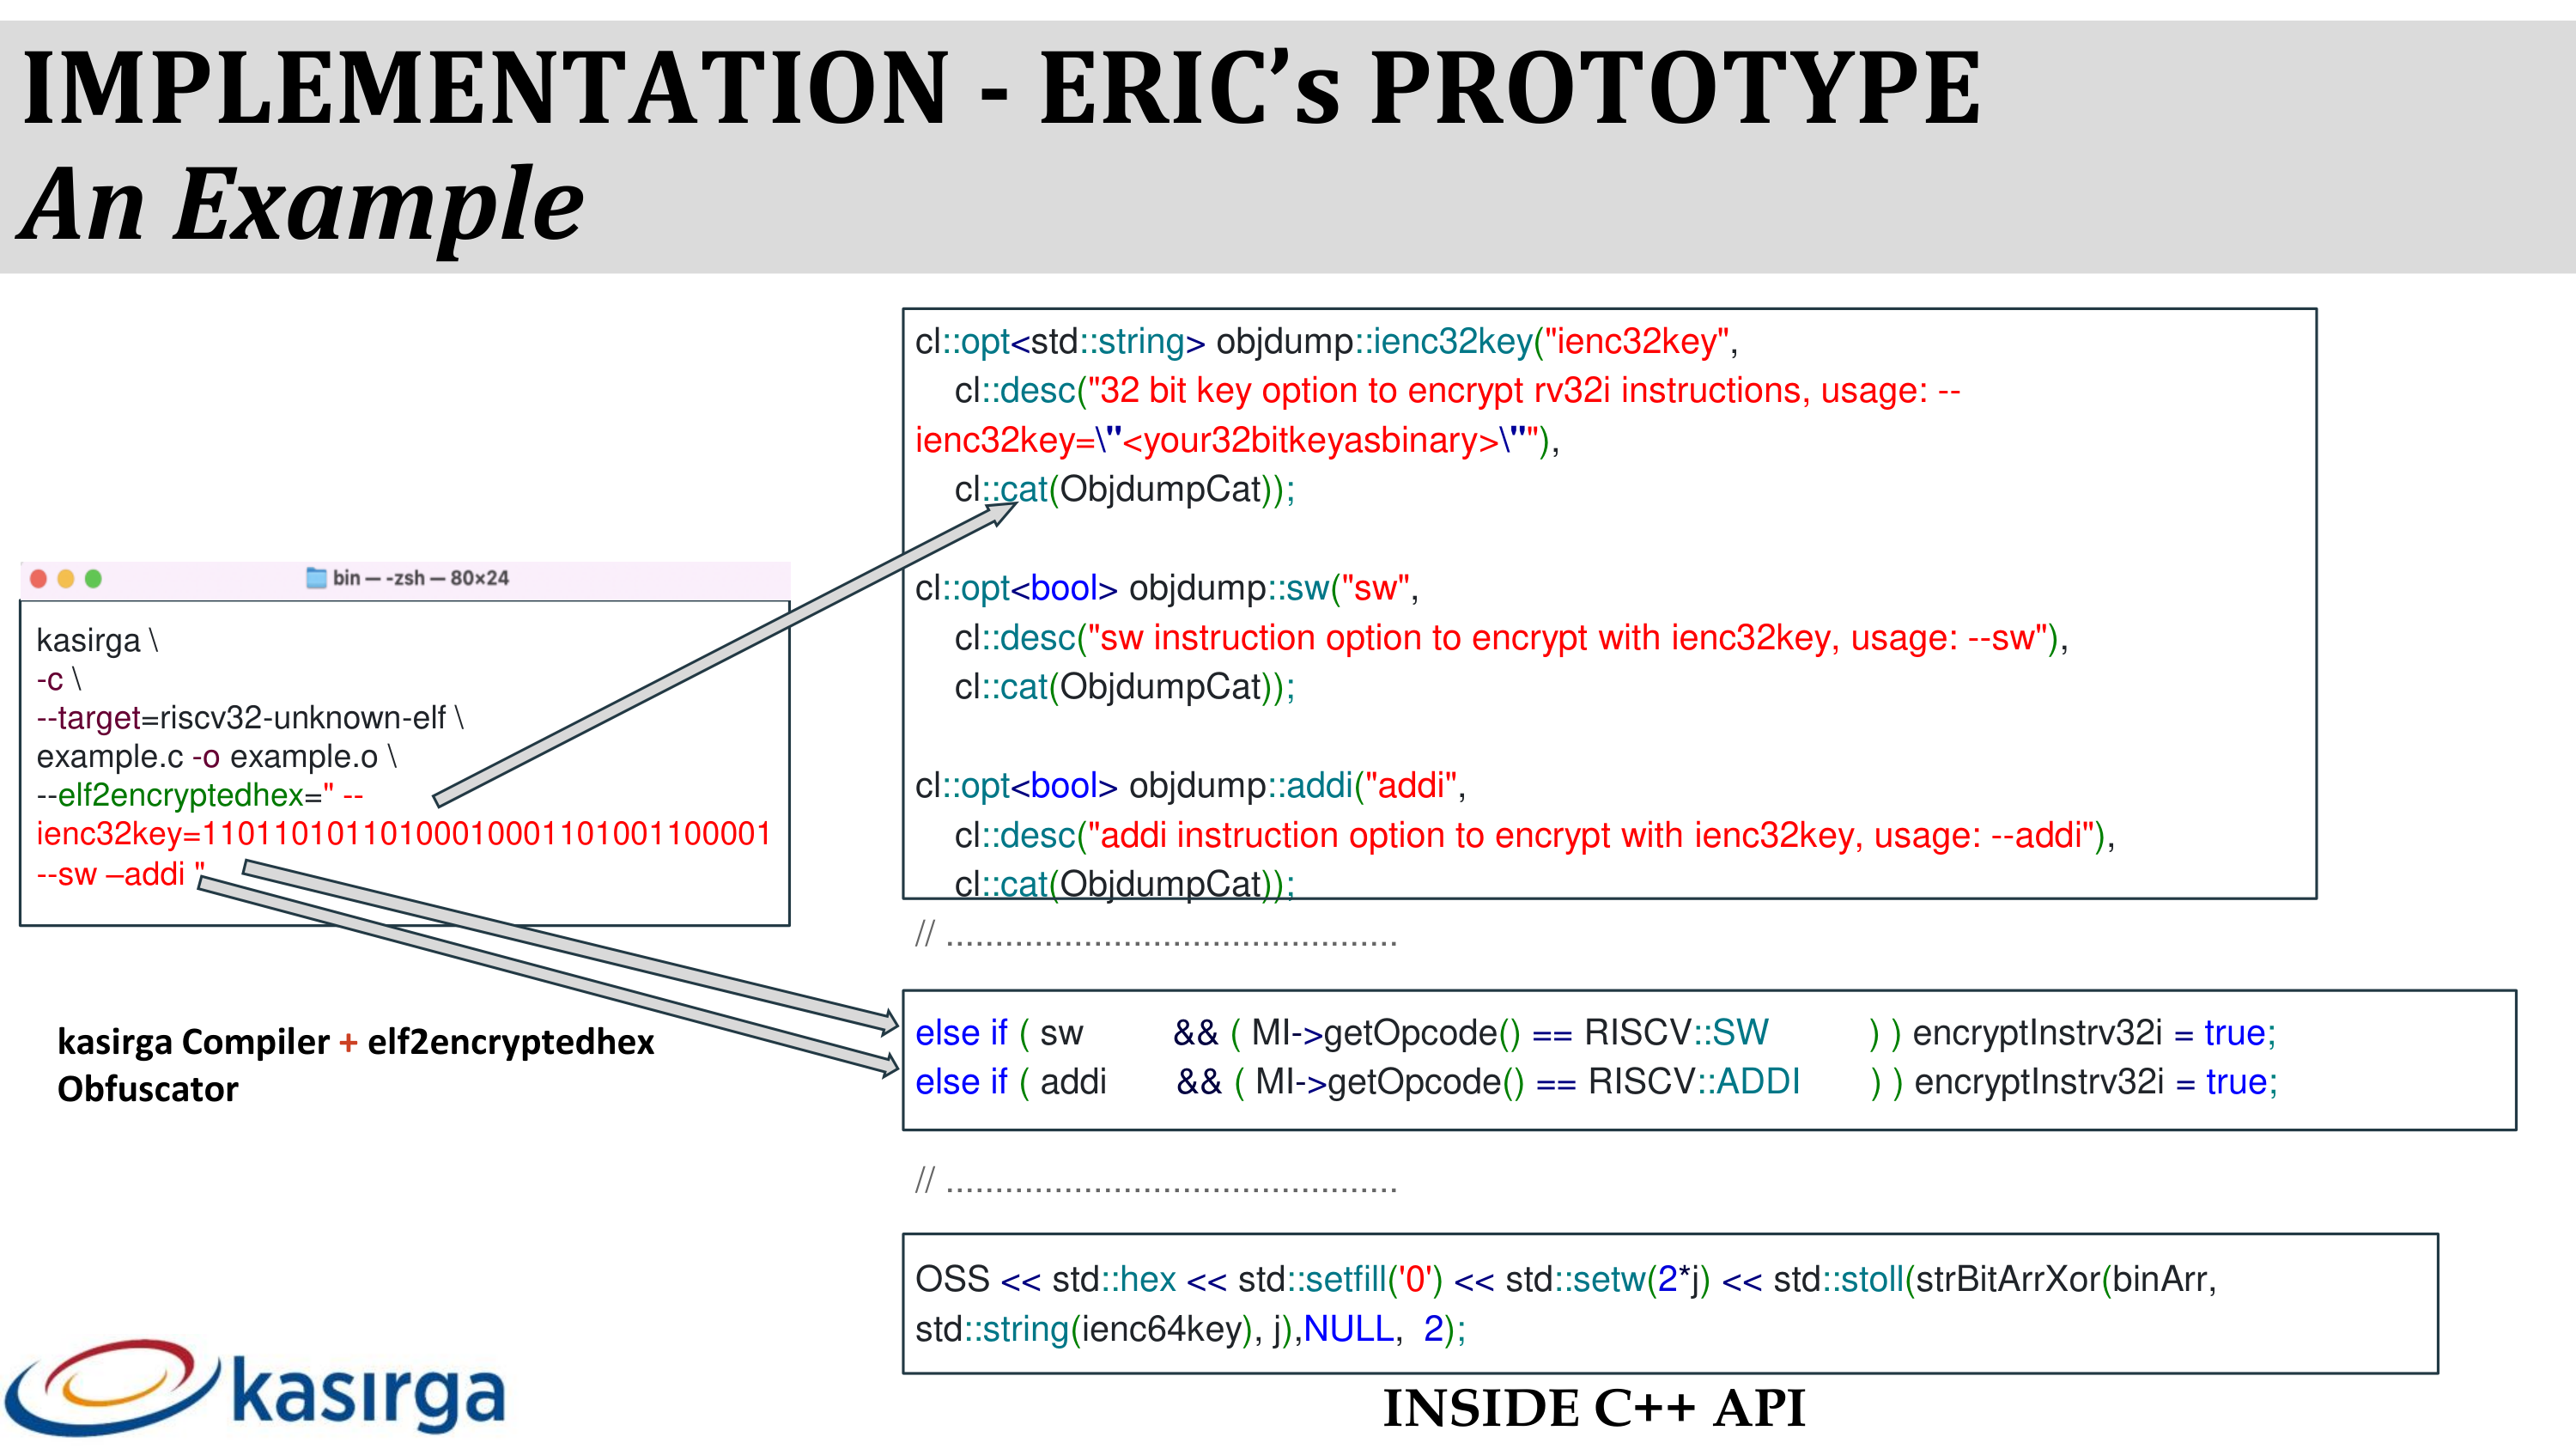 IMPLEMENTATION - ERIC’s PROTOTYPE
An Example
bin — -zsh — 80×24
kasirga \
-c \
--target=riscv32-unknown-elf \
example.c -o example.o \
--elf2encryptedhex=" --
ienc32key=11011010110100010001101001100001
--sw –addi "
kasirga Compiler + elf2encryptedhex
Obfuscator
kasırga
cl::opt<std::string> objdump::ienc32key("ienc32key",
cl::desc("32 bit key option to encrypt rv32i instructions, usage: --
ienc32key=\"<your32bitkeyasbinary>\""),
cl::cat(ObjdumpCat));
cl::opt<bool> objdump::sw("sw",
cl::desc("sw instruction option to encrypt with ienc32key, usage: --sw"),
cl::cat(ObjdumpCat));
cl::opt<bool> objdump::addi("addi",
cl::desc("addi instruction option to encrypt with ienc32key, usage: --addi"),
cl::cat(ObjdumpCat));
// ..............................................
else if ( sw && ( MI->getOpcode() == RISCV::SW ) ) encryptInstrv32i = true;
else if ( addi && ( MI->getOpcode() == RISCV::ADDI ) ) encryptInstrv32i = true;
// ..............................................
OSS << std::hex << std::setfill('0') << std::setw(2*j) << std::stoll(strBitArrXor(binArr,
std::string(ienc64key), j),NULL, 2);
INSIDE C++ API